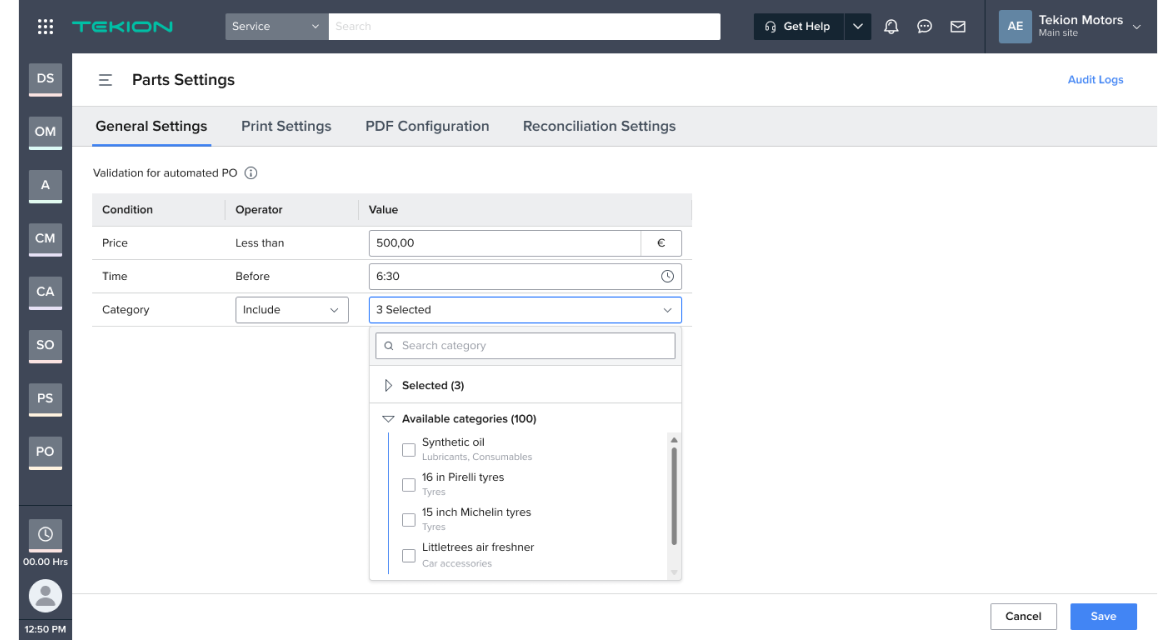 TEKION
Service
Search
Get Help
AE
Tekion Motors
Main site
DS
OM
A
CM
CA
SO
PS
PO
00.00 Hrs
12:50 PM
Parts Settings
Audit Logs
General Settings
Print Settings
PDF Configuration
Reconciliation Settings
Validation for automated PO
Condition
Operator
Value
Price
Less than
500,00
€
Time
Before
6:30
Category
Include
3 Selected
Search category
Selected (3)
Available categories (100)
Synthetic oil
Lubricants, Consumables
16 in Pirelli tyres
Tyres
15 inch Michelin tyres
Tyres
Littletrees air freshner
Car accessories
Cancel
Save